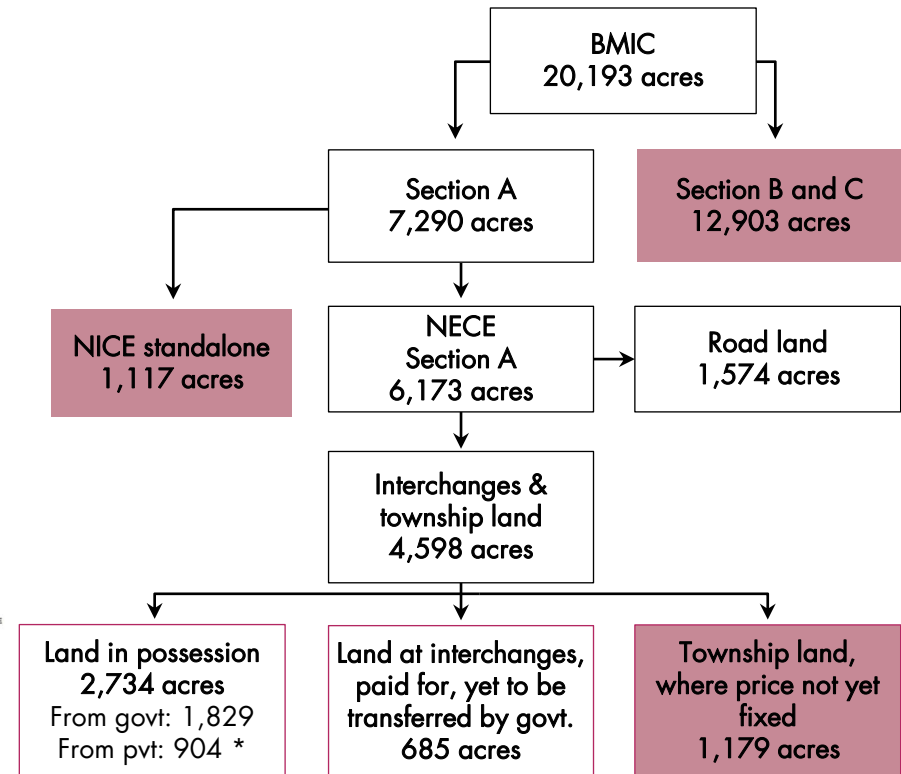 BMIC
20,193 acres
Section A
7,290 acres
Section B and C
12,903 acres
NICE standalone
1,117 acres
NECE
Section A
6,173 acres
Road land
1,574 acres
Interchanges &
township land
4,598 acres
Land in possession
2,734 acres
From govt: 1,829
From pvt: 904 *
Land at interchanges,
paid for, yet to be
transferred by govt.
685 acres
Township land,
where price not yet
fixed
1,179 acres